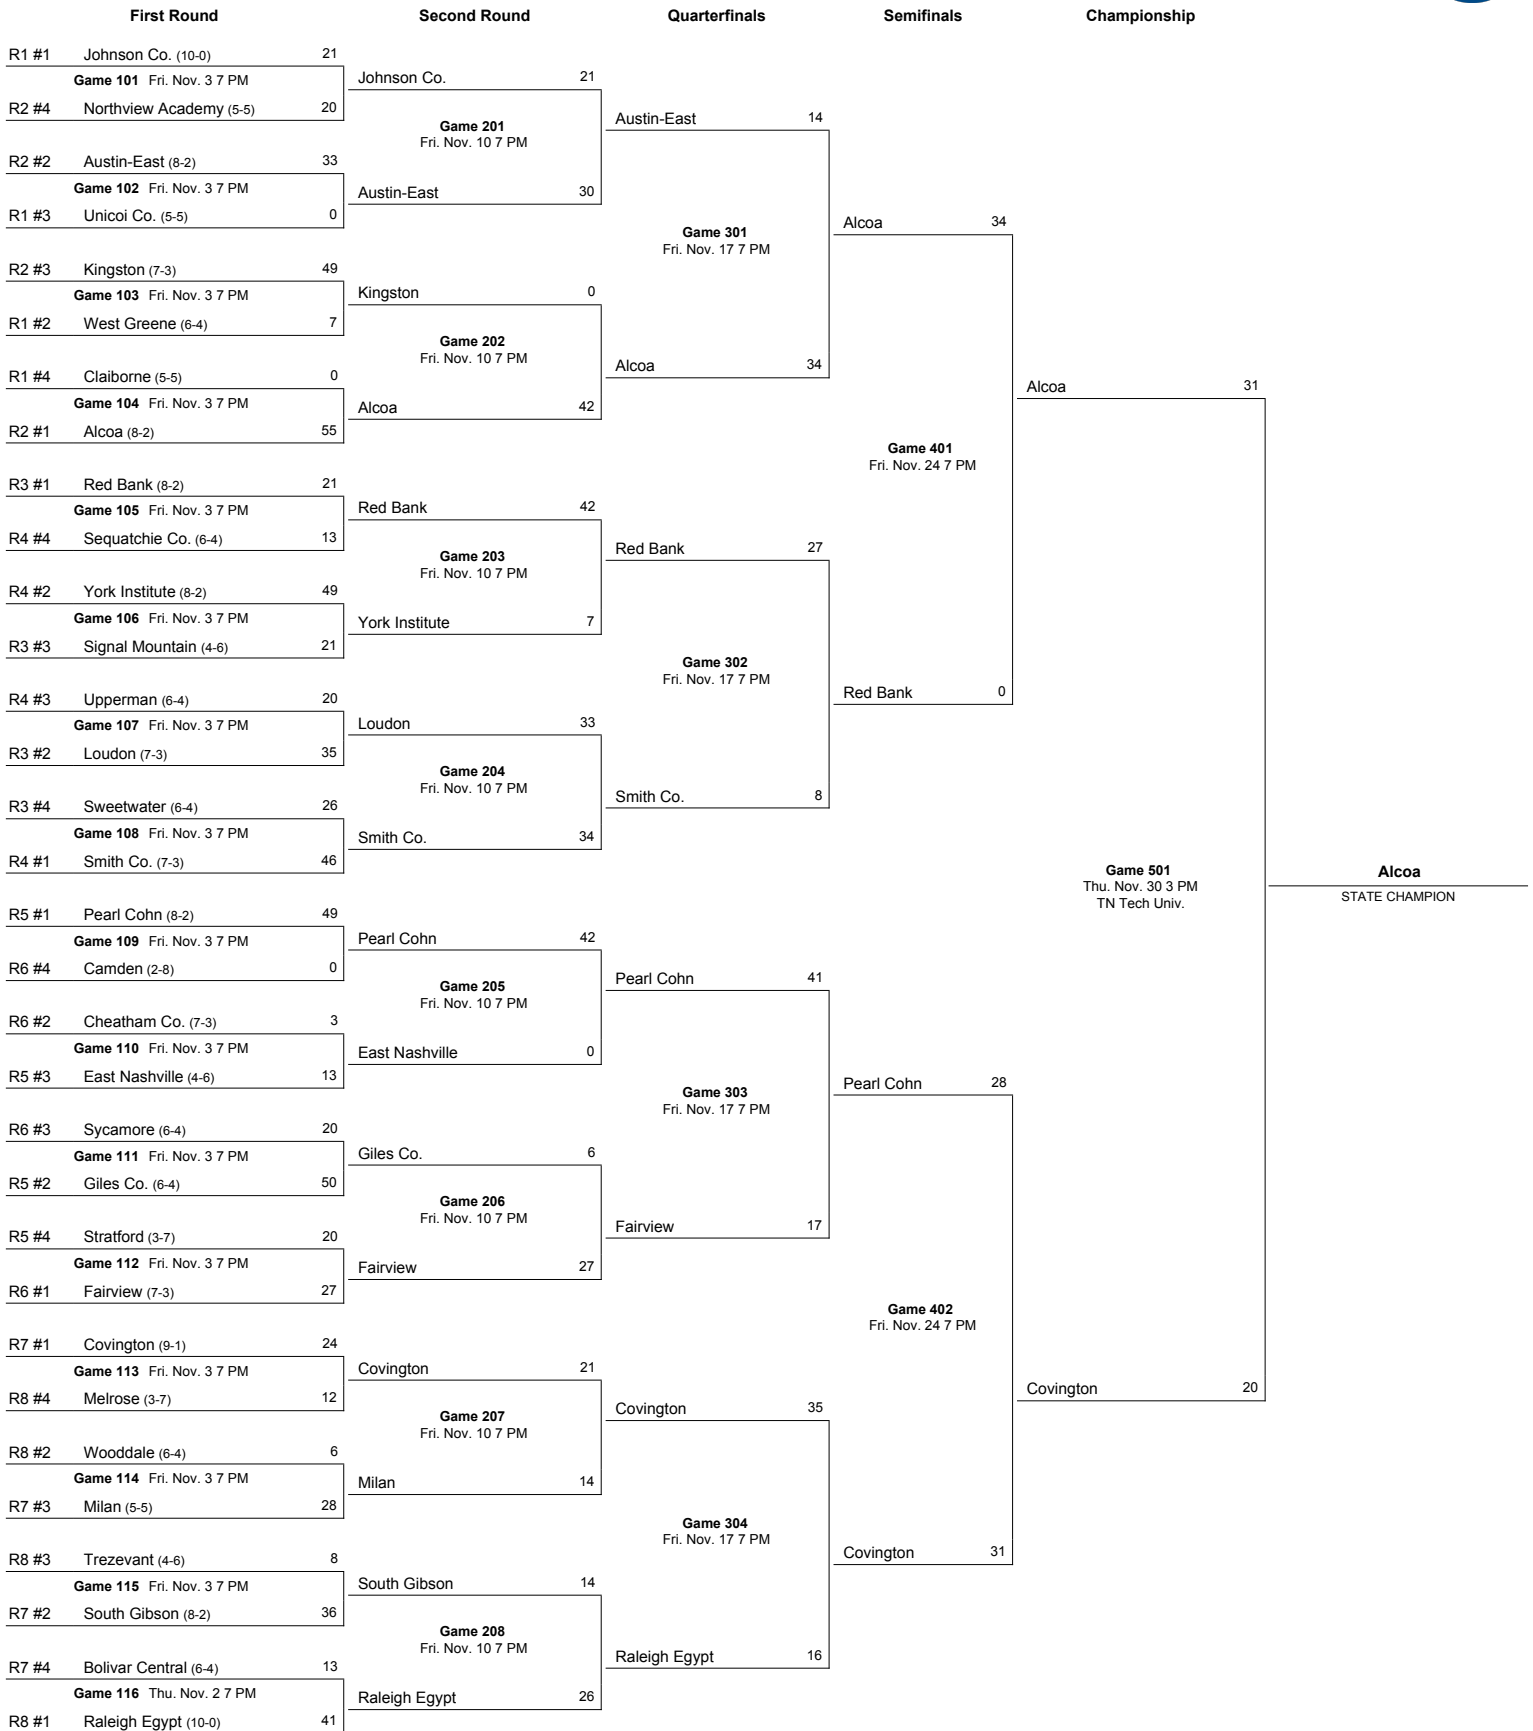 First Round Second Round Quarterfinals Semifinals Championship
R1 #1 Johnson Co. (10-0) 21
Game 101 Fri. Nov. 3 7 PM
R2 #4 Northview Academy (5-5) 20
R2 #2 Austin-East (8-2) 33
Game 102 Fri. Nov. 3 7 PM
R1 #3 Unicoi Co. (5-5) 0
R2 #3 Kingston (7-3) 49
Game 103 Fri. Nov. 3 7 PM
R1 #2 West Greene (6-4) 7
R1 #4 Claiborne (5-5) 0
Game 104 Fri. Nov. 3 7 PM
R2 #1 Alcoa (8-2) 55
R3 #1 Red Bank (8-2) 21
Game 105 Fri. Nov. 3 7 PM
R4 #4 Sequatchie Co. (6-4) 13
R4 #2 York Institute (8-2) 49
Game 106 Fri. Nov. 3 7 PM
R3 #3 Signal Mountain (4-6) 21
R4 #3 Upperman (6-4) 20
Game 107 Fri. Nov. 3 7 PM
R3 #2 Loudon (7-3) 35
R3 #4 Sweetwater (6-4) 26
Game 108 Fri. Nov. 3 7 PM
R4 #1 Smith Co. (7-3) 46
R5 #1 Pearl Cohn (8-2) 49
Game 109 Fri. Nov. 3 7 PM
R6 #4 Camden (2-8) 0
R6 #2 Cheatham Co. (7-3) 3
Game 110 Fri. Nov. 3 7 PM
R5 #3 East Nashville (4-6) 13
R6 #3 Sycamore (6-4) 20
Game 111 Fri. Nov. 3 7 PM
R5 #2 Giles Co. (6-4) 50
R5 #4 Stratford (3-7) 20
Game 112 Fri. Nov. 3 7 PM
R6 #1 Fairview (7-3) 27
R7 #1 Covington (9-1) 24
Game 113 Fri. Nov. 3 7 PM
R8 #4 Melrose (3-7) 12
R8 #2 Wooddale (6-4) 6
Game 114 Fri. Nov. 3 7 PM
R7 #3 Milan (5-5) 28
R8 #3 Trezevant (4-6) 8
Game 115 Fri. Nov. 3 7 PM
R7 #2 South Gibson (8-2) 36
R7 #4 Bolivar Central (6-4) 13
Game 116 Thu. Nov. 2 7 PM
R8 #1 Raleigh Egypt (10-0) 41
Johnson Co. 21
Game 201
Fri. Nov. 10 7 PM
Austin-East 30
Kingston 0
Game 202
Fri. Nov. 10 7 PM
Alcoa 42
Red Bank 42
Game 203
Fri. Nov. 10 7 PM
York Institute 7
Loudon 33
Game 204
Fri. Nov. 10 7 PM
Smith Co. 34
Pearl Cohn 42
Game 205
Fri. Nov. 10 7 PM
East Nashville 0
Giles Co. 6
Game 206
Fri. Nov. 10 7 PM
Fairview 27
Covington 21
Game 207
Fri. Nov. 10 7 PM
Milan 14
South Gibson 14
Game 208
Fri. Nov. 10 7 PM
Raleigh Egypt 26
Austin-East 14
Game 301
Fri. Nov. 17 7 PM
Alcoa 34
Red Bank 27
Game 302
Fri. Nov. 17 7 PM
Smith Co. 8
Pearl Cohn 41
Game 303
Fri. Nov. 17 7 PM
Fairview 17
Covington 35
Game 304
Fri. Nov. 17 7 PM
Raleigh Egypt 16
Alcoa 34
Game 401
Fri. Nov. 24 7 PM
Red Bank 0
Pearl Cohn 28
Game 402
Fri. Nov. 24 7 PM
Covington 31
Alcoa 31
Game 501
Thu. Nov. 30 3 PM
TN Tech Univ.
Covington 20
Alcoa
STATE CHAMPION